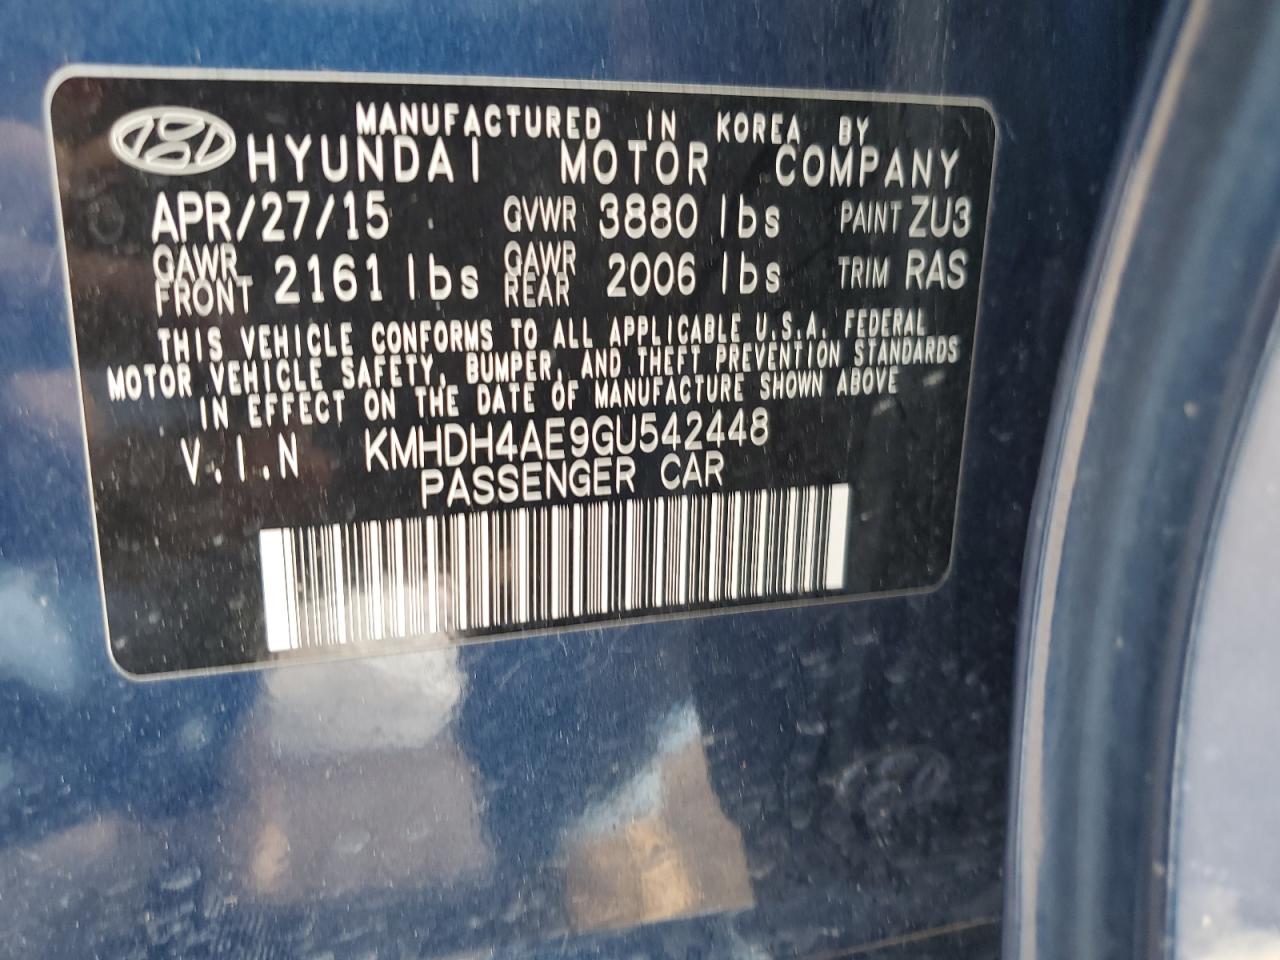 MANUFACTURED IN KOREA BY
HYUNDAI MOTOR COMPANY
APR/27/15 GVWR 3880 lbs PAINT ZU3
GAWR FRONT 2161 lbs GAWR REAR 2006 lbs TRIM RAS
THIS VEHICLE CONFORMS TO ALL APPLICABLE U.S.A. FEDERAL
MOTOR VEHICLE SAFETY, BUMPER, AND THEFT PREVENTION STANDARDS
IN EFFECT ON THE DATE OF MANUFACTURE SHOWN ABOVE
V.I.N KMHDH4AE9GU542448
PASSENGER CAR